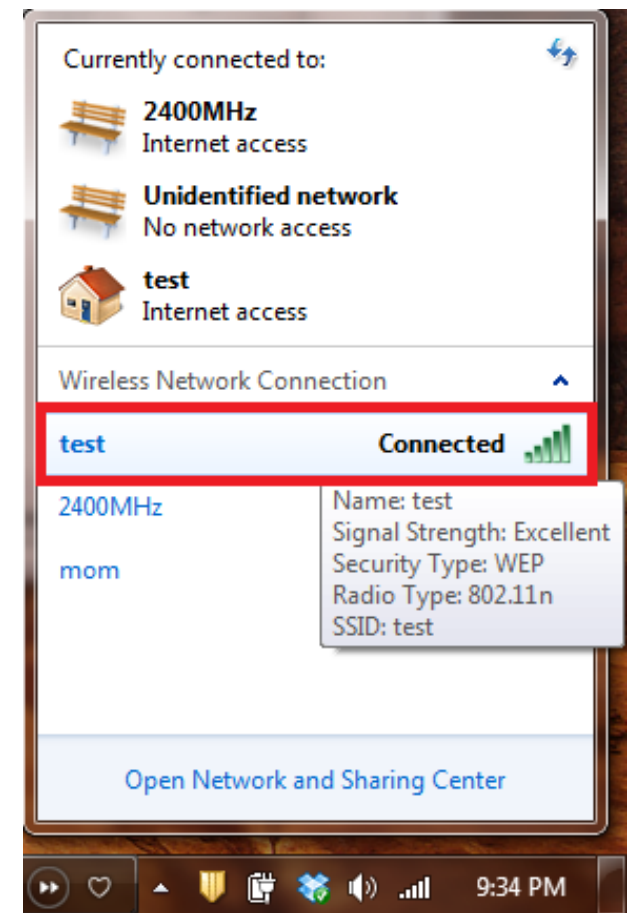 Currently connected to:
2400MHz
Internet access
Unidentified network
No network access
test
Internet access
Wireless Network Connection
test Connected
2400MHz
Name: test
Signal Strength: Excellent
mom
Security Type: WEP
Radio Type: 802.11n
SSID: test
Open Network and Sharing Center
9:34 PM